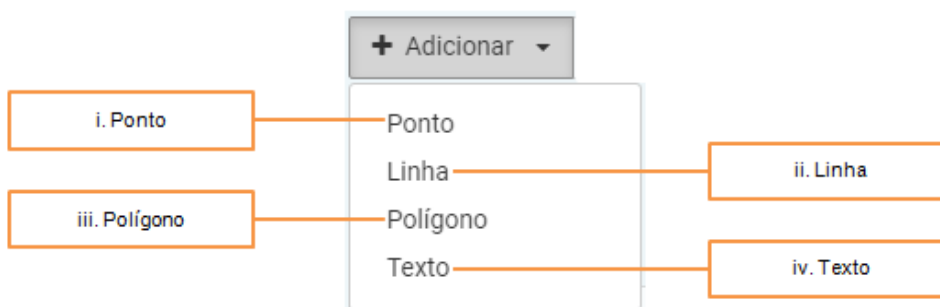 + Adicionar
i. Ponto
Ponto
Linha
ii. Linha
iii. Polígono
Polígono
Texto
iv. Texto